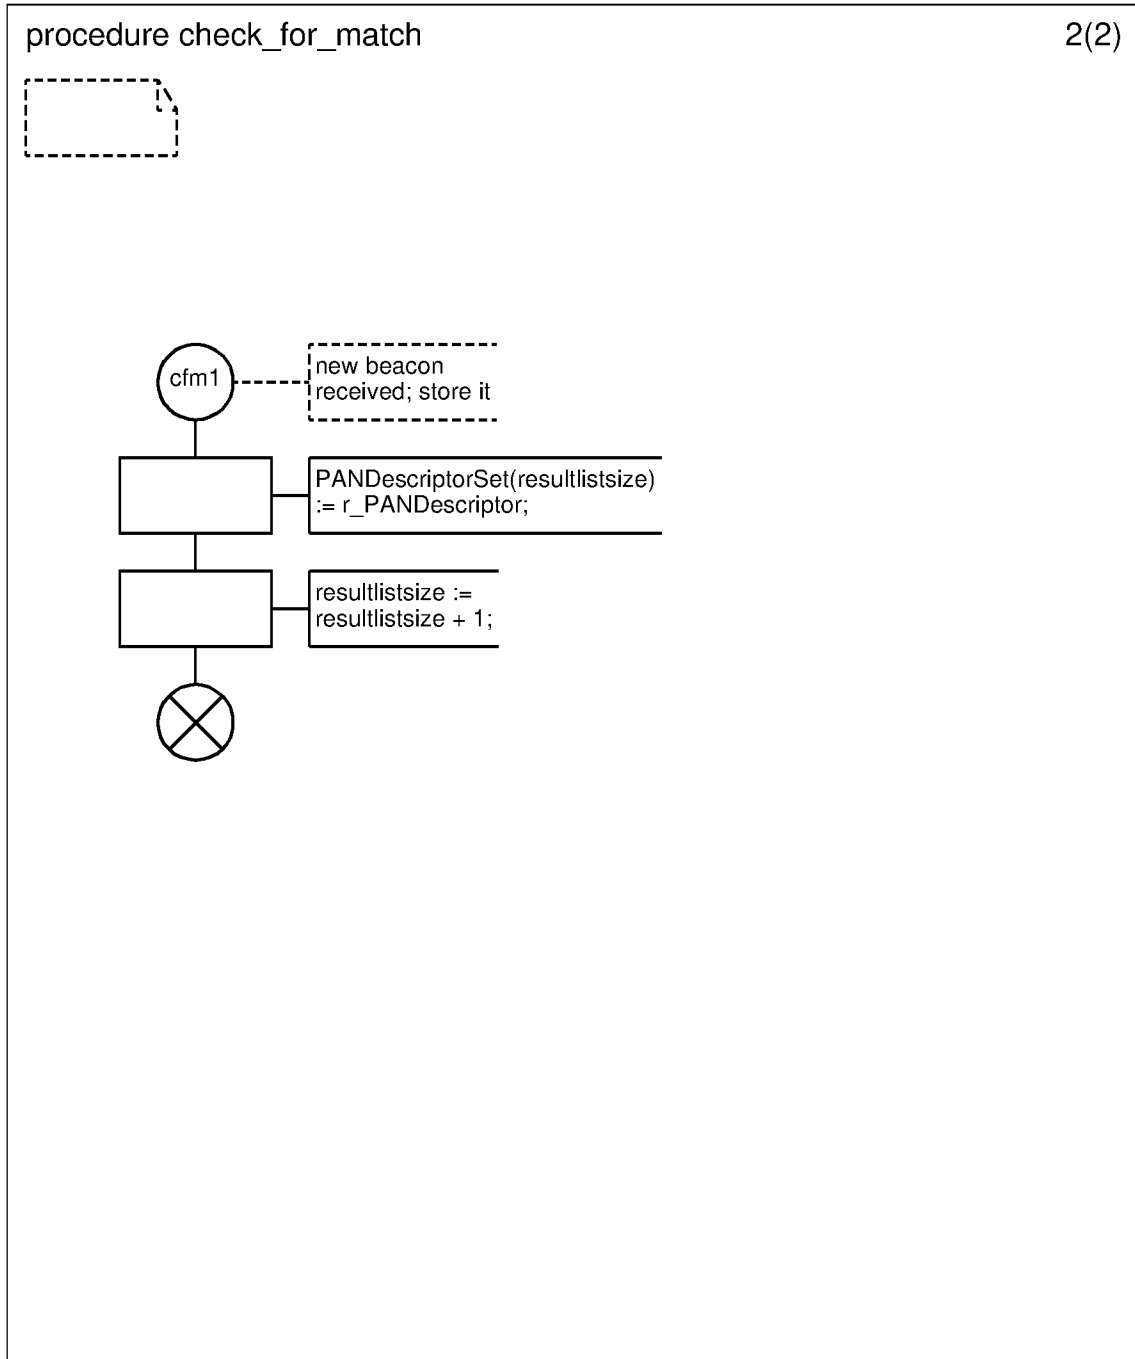 procedure check_for_match
2(2)
cfm1
new beacon
received; store it
PANDescriptorSet(resultlistsize)
:= r_PANDescriptor;
resultlistsize :=
resultlistsize + 1;